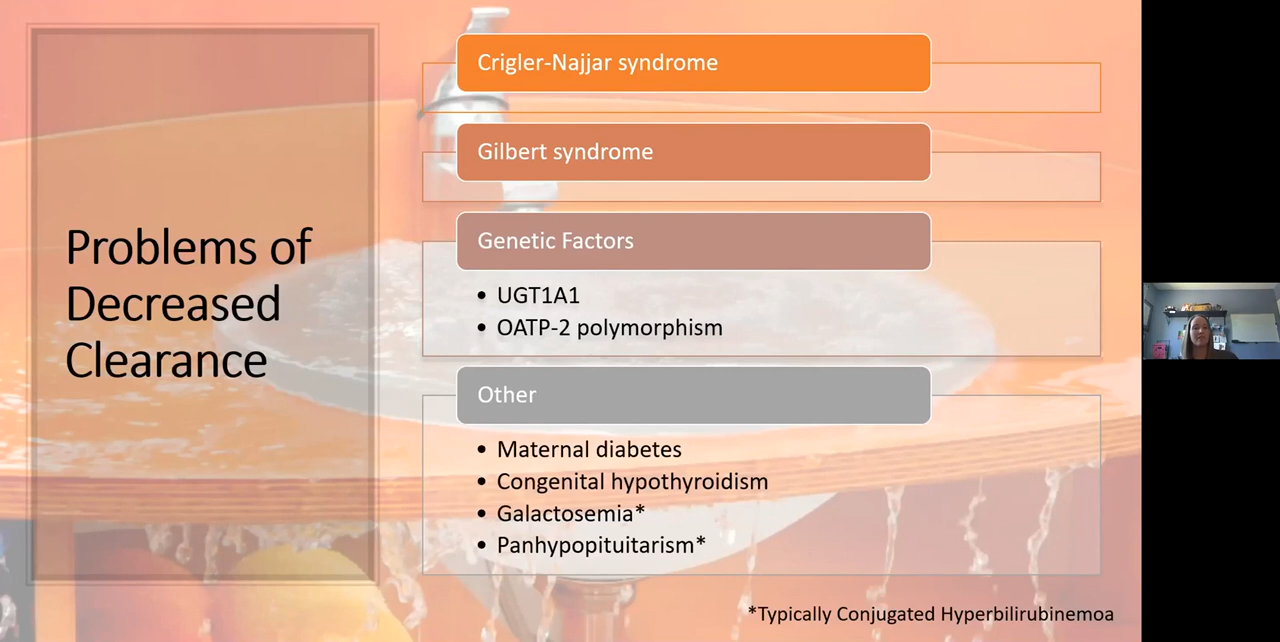 Problems of
Decreased
Clearance
Crigler-Najjar syndrome
Gilbert syndrome
Genetic Factors
• UGT1A1
• OATP-2 polymorphism
Other
• Maternal diabetes
• Congenital hypothyroidism
• Galactosemia*
• Panhypopituitarism*
*Typically Conjugated Hyperbilirubinemoa